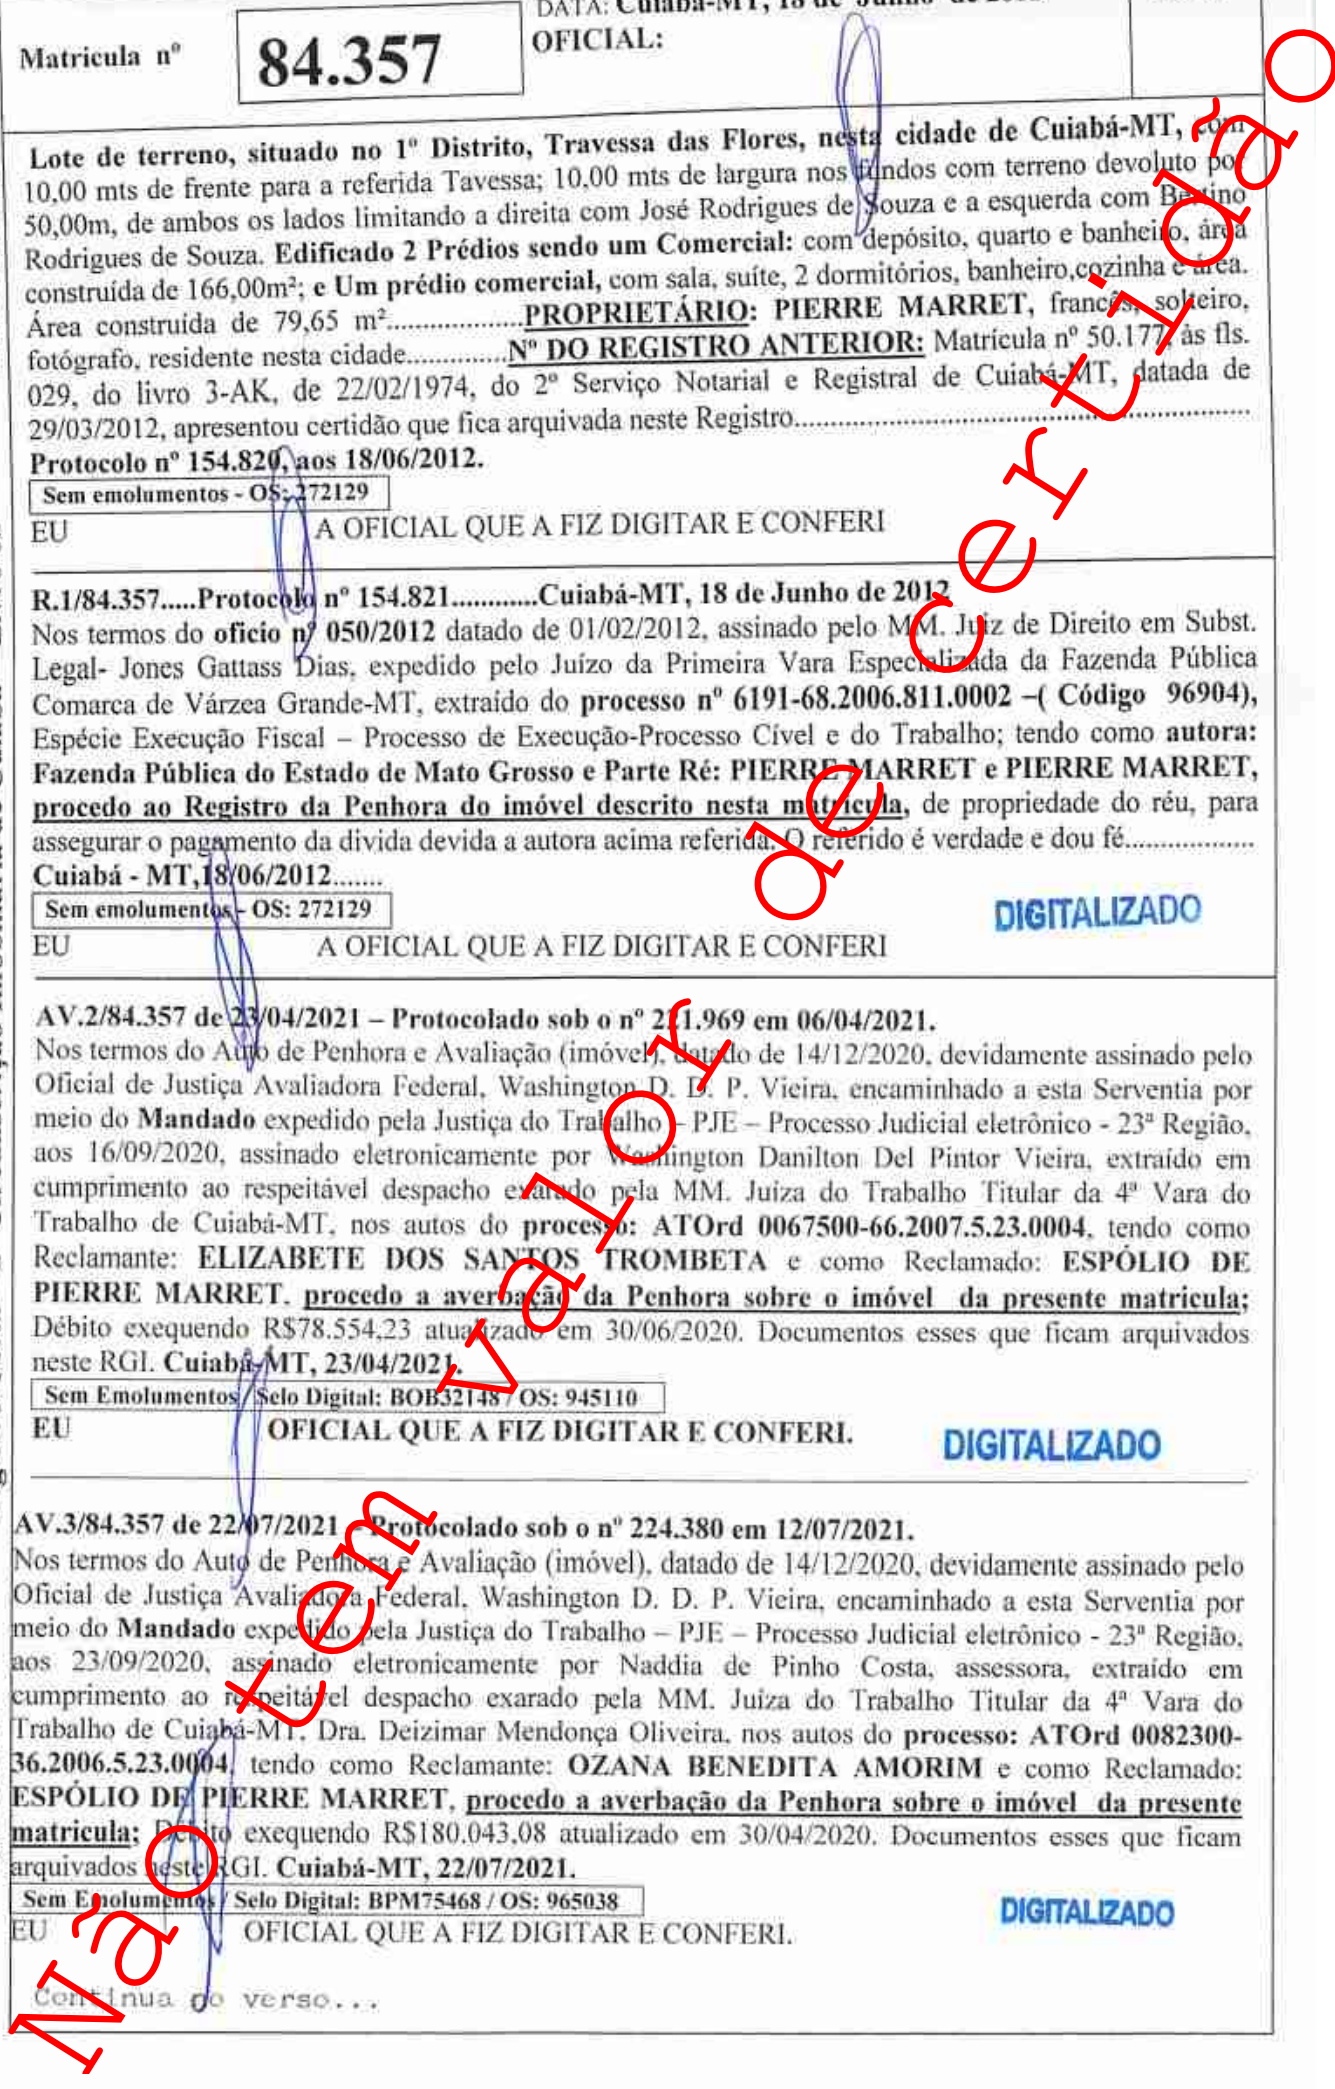 DATA: Cuiabá-MT, 18 de Junho de
Matricula nº
84.357
OFICIAL:
Lote de terreno, situado no 1º Distrito, Travessa das Flores, nesta cidade de Cuiabá-MT, com
10,00 mts de frente para a referida Tavessa; 10,00 mts de largura nos fundos com terreno devoluto por
50,00m, de ambos os lados limitando a direita com José Rodrigues de Souza e a esquerda com
Rodrigues de Souza. Edificado 2 Prédios sendo um Comercial: com depósito, quarto e banheiro, área
construída de 166,00m²; e Um prédio comercial, com sala, suíte, 2 dormitórios, banheiro,cozinha e área.
Área construída de 79,65 m²..................PROPRIETÁRIO: PIERRE MARRET, francês, solteiro,
fotógrafo, residente nesta cidade.............Nº DO REGISTRO ANTERIOR: Matrícula nº 50.177, às fls.
029, do livro 3-AK, de 22/02/1974, do 2º Serviço Notarial e Registral de Cuiabá-MT, datada de
29/03/2012, apresentou certidão que fica arquivada neste Registro...................................................................
Protocolo nº 154.820, aos 18/06/2012.
Sem emolumentos - OS: 272129
EU A OFICIAL QUE A FIZ DIGITAR E CONFERI
R.1/84.357.....Protocolo nº 154.821............Cuiabá-MT, 18 de Junho de 2012
Nos termos do oficio nº 050/2012 datado de 01/02/2012, assinado pelo MM. Juiz de Direito em Subst.
Legal- Jones Gattass Dias, expedido pelo Juízo da Primeira Vara Especializada da Fazenda Pública
Comarca de Várzea Grande-MT, extraído do processo nº 6191-68.2006.811.0002 –( Código 96904),
Espécie Execução Fiscal – Processo de Execução-Processo Cível e do Trabalho; tendo como autora:
Fazenda Pública do Estado de Mato Grosso e Parte Ré: PIERRE MARRET e PIERRE MARRET,
procedo ao Registro da Penhora do imóvel descrito nesta matrícula, de propriedade do réu, para
assegurar o pagamento da divida devida a autora acima referida. O referido é verdade e dou fé..................
Cuiabá - MT,18/06/2012.......
Sem emolumentos - OS: 272129
DIGITALIZADO
EU A OFICIAL QUE A FIZ DIGITAR E CONFERI
AV.2/84.357 de 23/04/2021 – Protocolado sob o nº 221.969 em 06/04/2021.
Nos termos do Auto de Penhora e Avaliação (imóvel), datado de 14/12/2020, devidamente assinado pelo
Oficial de Justiça Avaliadora Federal, Washington D. D. P. Vieira, encaminhado a esta Serventia por
meio do Mandado expedido pela Justiça do Trabalho – PJE – Processo Judicial eletrônico - 23ª Região,
aos 16/09/2020, assinado eletronicamente por Washington Danilton Del Pintor Vieira, extraído em
cumprimento ao respeitável despacho exarado pela MM. Juíza do Trabalho Titular da 4ª Vara do
Trabalho de Cuiabá-MT, nos autos do processo: ATOrd 0067500-66.2007.5.23.0004, tendo como
Reclamante: ELIZABETE DOS SANTOS TROMBETA e como Reclamado: ESPÓLIO DE
PIERRE MARRET, procedo a averbação da Penhora sobre o imóvel da presente matricula;
Débito exequendo R$78.554,23 atualizado em 30/06/2020. Documentos esses que ficam arquivados
neste RGI. Cuiabá-MT, 23/04/2021.
Sem Emolumentos / Selo Digital: BOB32148 / OS: 945110
EU OFICIAL QUE A FIZ DIGITAR E CONFERI.
DIGITALIZADO
AV.3/84.357 de 22/07/2021 – Protocolado sob o nº 224.380 em 12/07/2021.
Nos termos do Auto de Penhora e Avaliação (imóvel), datado de 14/12/2020, devidamente assinado pelo
Oficial de Justiça Avaliadora Federal, Washington D. D. P. Vieira, encaminhado a esta Serventia por
meio do Mandado expedido pela Justiça do Trabalho – PJE – Processo Judicial eletrônico - 23ª Região,
aos 23/09/2020, assinado eletronicamente por Naddia de Pinho Costa, assessora, extraído em
cumprimento ao respeitável despacho exarado pela MM. Juíza do Trabalho Titular da 4ª Vara do
Trabalho de Cuiabá-MT, Dra. Deizimar Mendonça Oliveira, nos autos do processo: ATOrd 0082300-
36.2006.5.23.0004, tendo como Reclamante: OZANA BENEDITA AMORIM e como Reclamado:
ESPÓLIO DE PIERRE MARRET, procedo a averbação da Penhora sobre o imóvel da presente
matricula; Débito exequendo R$180.043,08 atualizado em 30/04/2020. Documentos esses que ficam
arquivados neste RGI. Cuiabá-MT, 22/07/2021.
Sem Emolumentos / Selo Digital: BPM75468 / OS: 965038
DIGITALIZADO
EU OFICIAL QUE A FIZ DIGITAR E CONFERI.
Continua no verso...
Não tem valor de certidão